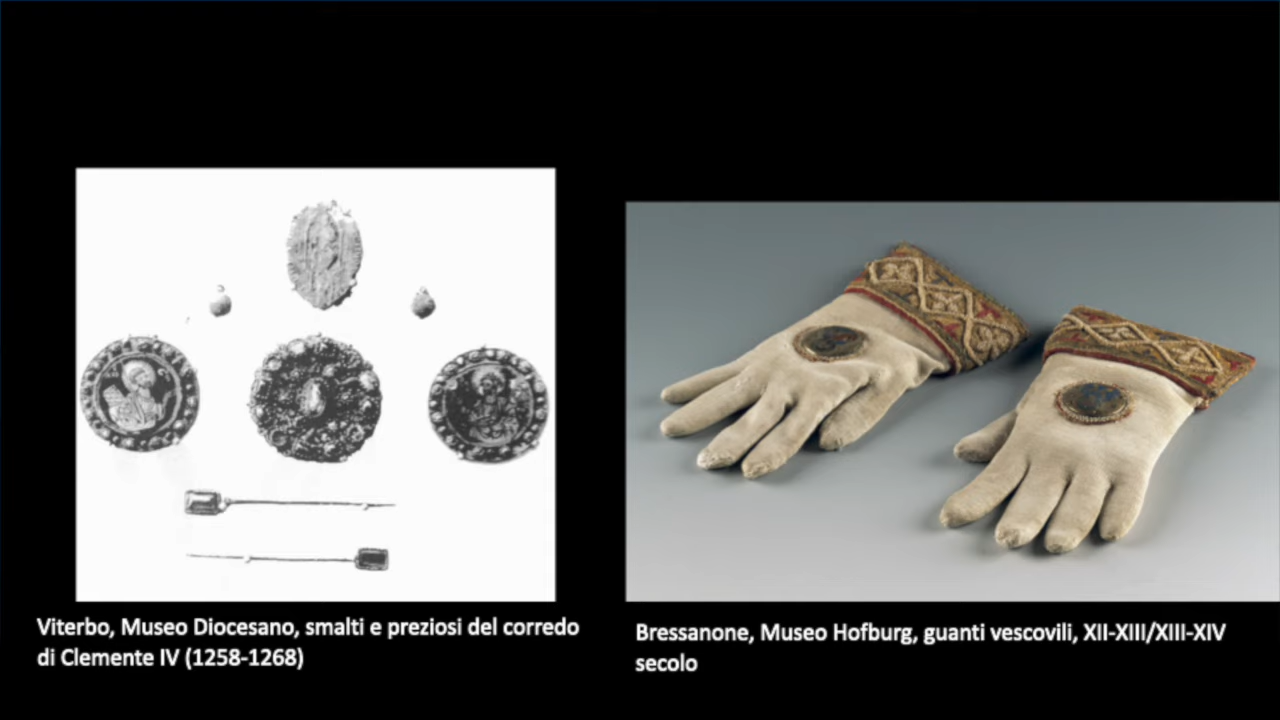 Viterbo, Museo Diocesano, smalti e preziosi del corredo
di Clemente IV (1258-1268)
Bressanone, Museo Hofburg, guanti vescovili, XII-XIII/XIII-XIV
secolo